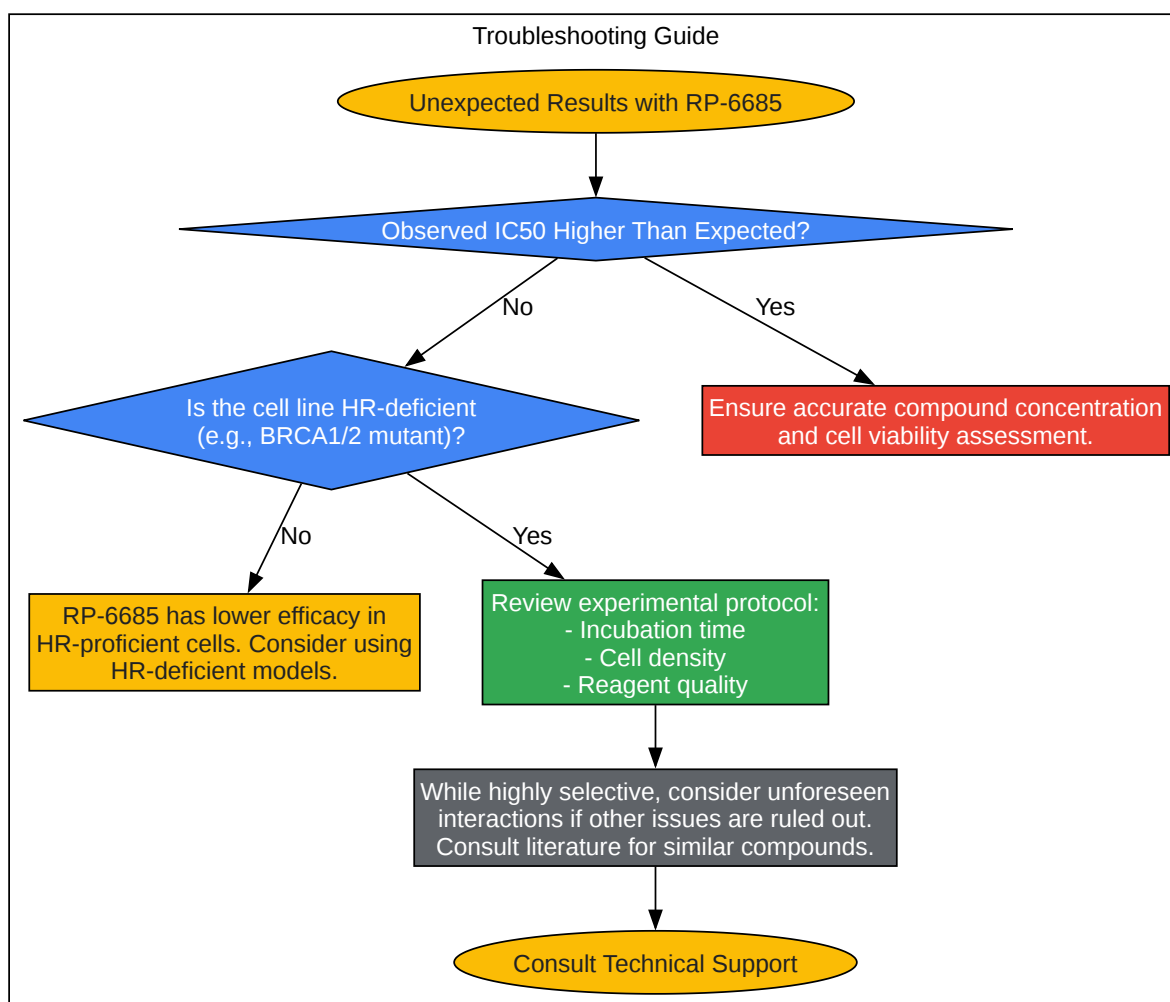 Troubleshooting Guide
Unexpected Results with RP-6685
Observed IC50 Higher Than Expected?
No
Yes
Is the cell line HR-deficient
(e.g., BRCA1/2 mutant)?
Ensure accurate compound concentration
and cell viability assessment.
No
Yes
RP-6685 has lower efficacy in
HR-proficient cells. Consider using
HR-deficient models.
Review experimental protocol:
- Incubation time
- Cell density
- Reagent quality
While highly selective, consider unforeseen
interactions if other issues are ruled out.
Consult literature for similar compounds.
Consult Technical Support